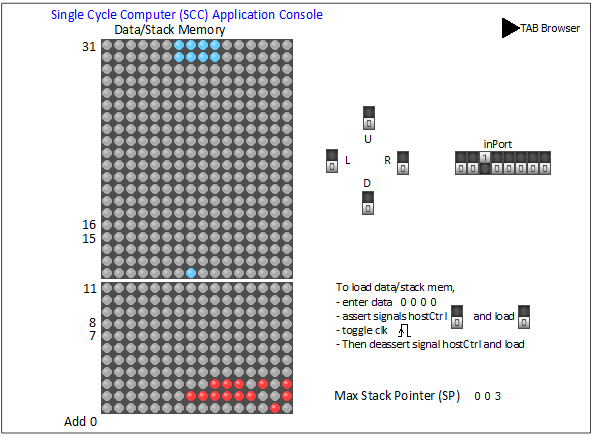 Single Cycle Computer (SCC) Application Console
Data/Stack Memory
TAB Browser
31
0
U
inPort
0 L R 0
1
0 0 0 0 0 0 0 0
D
0
16
15
11
8
7
Add 0
To load data/stack mem,
- enter data 0 0 0 0
- assert signals hostCtrl 0 and load 0
- toggle clk
- Then deassert signal hostCtrl and load
Max Stack Pointer (SP) 0 0 3